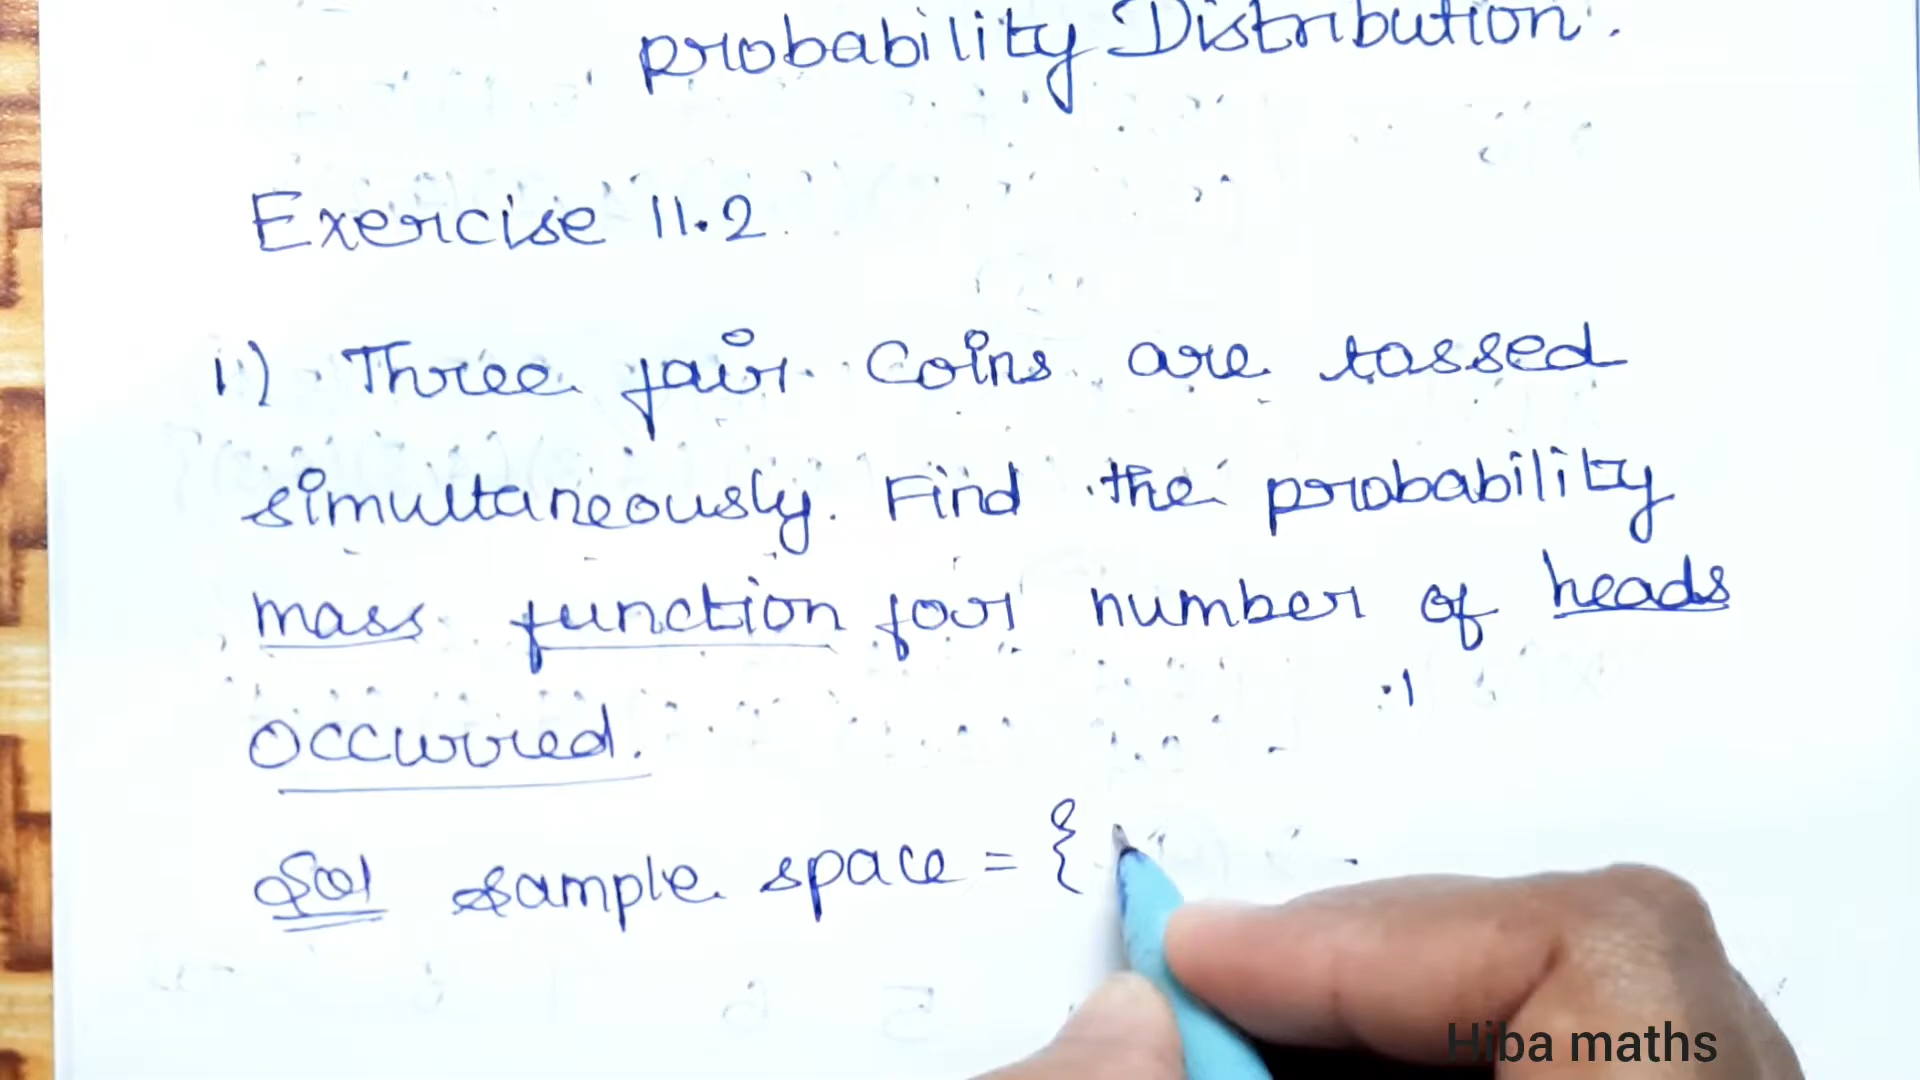 probability Distribution.
Exercise 11.2
1) Three fair Coins are tossed
simultaneously. Find the probability
mass function for number of heads
occurred.
Sol sample space = {
Hiba maths